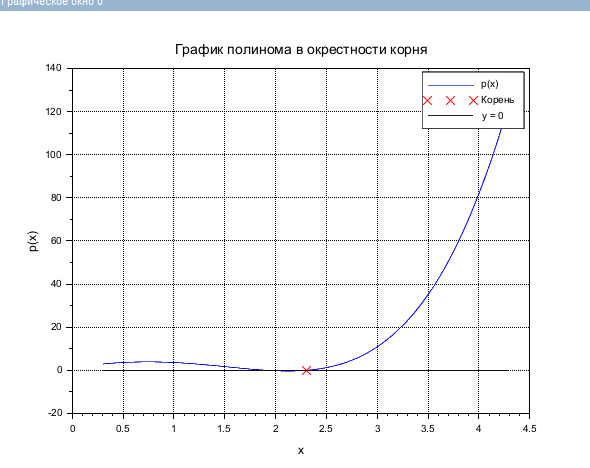 Графическое окно 0
График полинома в окрестности корня
140
120
100
80
60
40
20
0
-20
p(x)
p(x)
Корень
y = 0
0 0.5 1 1.5 2 2.5 3 3.5 4 4.5
x